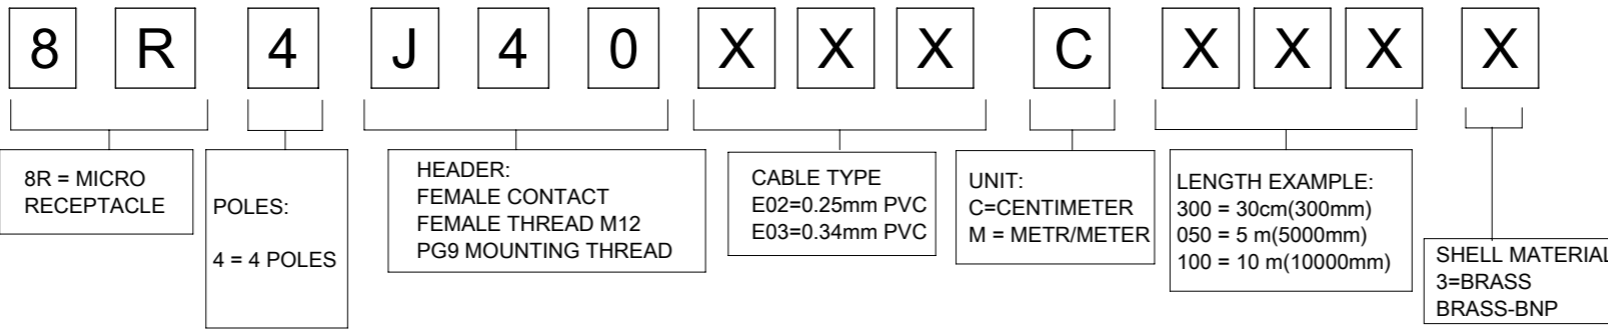 8 R 4 J 4 0 X X X C X X X X
8R = MICRO
RECEPTACLE
POLES:
4 = 4 POLES
HEADER:
FEMALE CONTACT
FEMALE THREAD M12
PG9 MOUNTING THREAD
CABLE TYPE
E02=0.25mm PVC
E03=0.34mm PVC
UNIT:
C=CENTIMETER
M = METR/METER
LENGTH EXAMPLE:
300 = 30cm(300mm)
050 = 5 m(5000mm)
100 = 10 m(10000mm)
SHELL MATERIAL
3=BRASS
BRASS-BNP